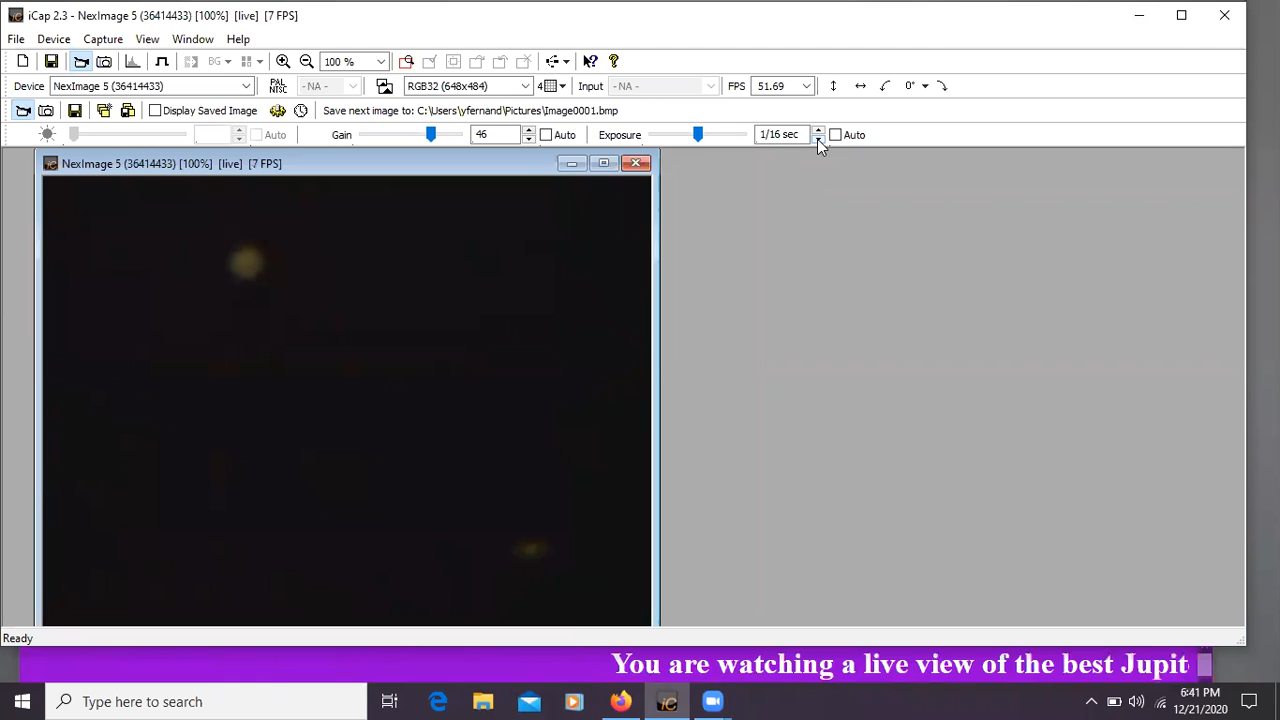 iCap 2.3 - NexImage 5 (36414433) [100%] [live] [7 FPS]
File Device Capture View Window Help
BG 100 %
Device NexImage 5 (36414433) PAL NTSC - NA - RGB32 (648x484) 4 Input - NA - FPS 51.69 0°
Display Saved Image Save next image to: C:\Users\yfernand\Pictures\Image0001.bmp
Auto Gain 46 Auto Exposure 1/16 sec Auto
NexImage 5 (36414433) [100%] [live] [7 FPS]
Ready
You are watching a live view of the best Jupit
Type here to search
6:41 PM
12/21/2020